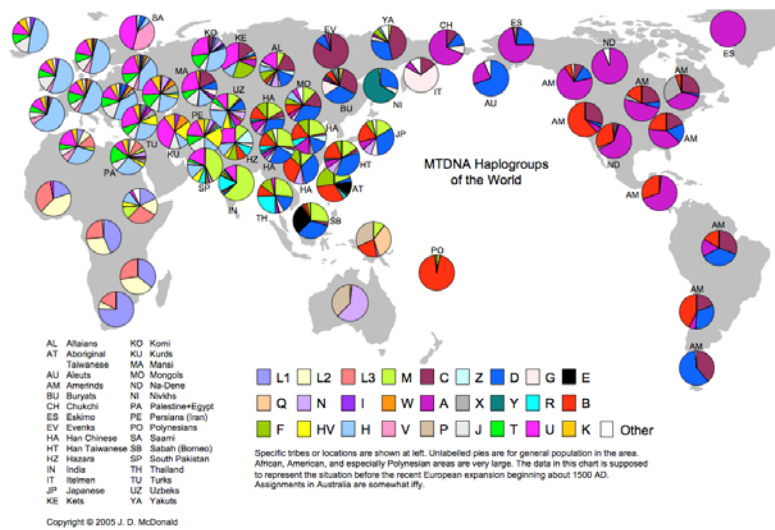 SA
KO
KE
EV
YA
CH
ES
AL
ES
ND
MA
MO
AM
AM
UZ
BU
NI
IT
AU
HA
HA
AM
PE
JP
AM
TU
KU
HZ
HA
HT
ND
PA
SP
HA
AT
IN
TH
SB
AM
PO
AM
AM
AM
MTDNA Haplogroups
of the World
AL Altaians
AT Aboriginal
Taiwanese
AU Aleuts
AM Amerinds
BU Buryats
CH Chukchi
ES Eskimo
EV Evenks
HA Han Chinese
HT Han Taiwanese
HZ Hazara
IN India
IT Itelmen
JP Japanese
KE Kets
KO Komi
KU Kurds
MA Mansi
MO Mongols
ND Na-Dene
NI Nivkhs
PA Palestine+Egypt
PE Persians (Iran)
PO Polynesians
SA Saami
SB Sabah (Borneo)
SP South Pakistan
TH Thailand
TU Turks
UZ Uzbeks
YA Yakuts
L1 L2 L3 M C Z D G E
Q N I W A X Y R B
F HV H V P J T U K Other
Specific tribes or locations are shown at left. Unlabelled pies are for general population in the area.
African, American, and especially Polynesian areas are very large. The data in this chart is supposed
to represent the situation before the recent European expansion beginning about 1500 AD.
Assignments in Australia are somewhat iffy.
Copyright © 2005 J. D. McDonald